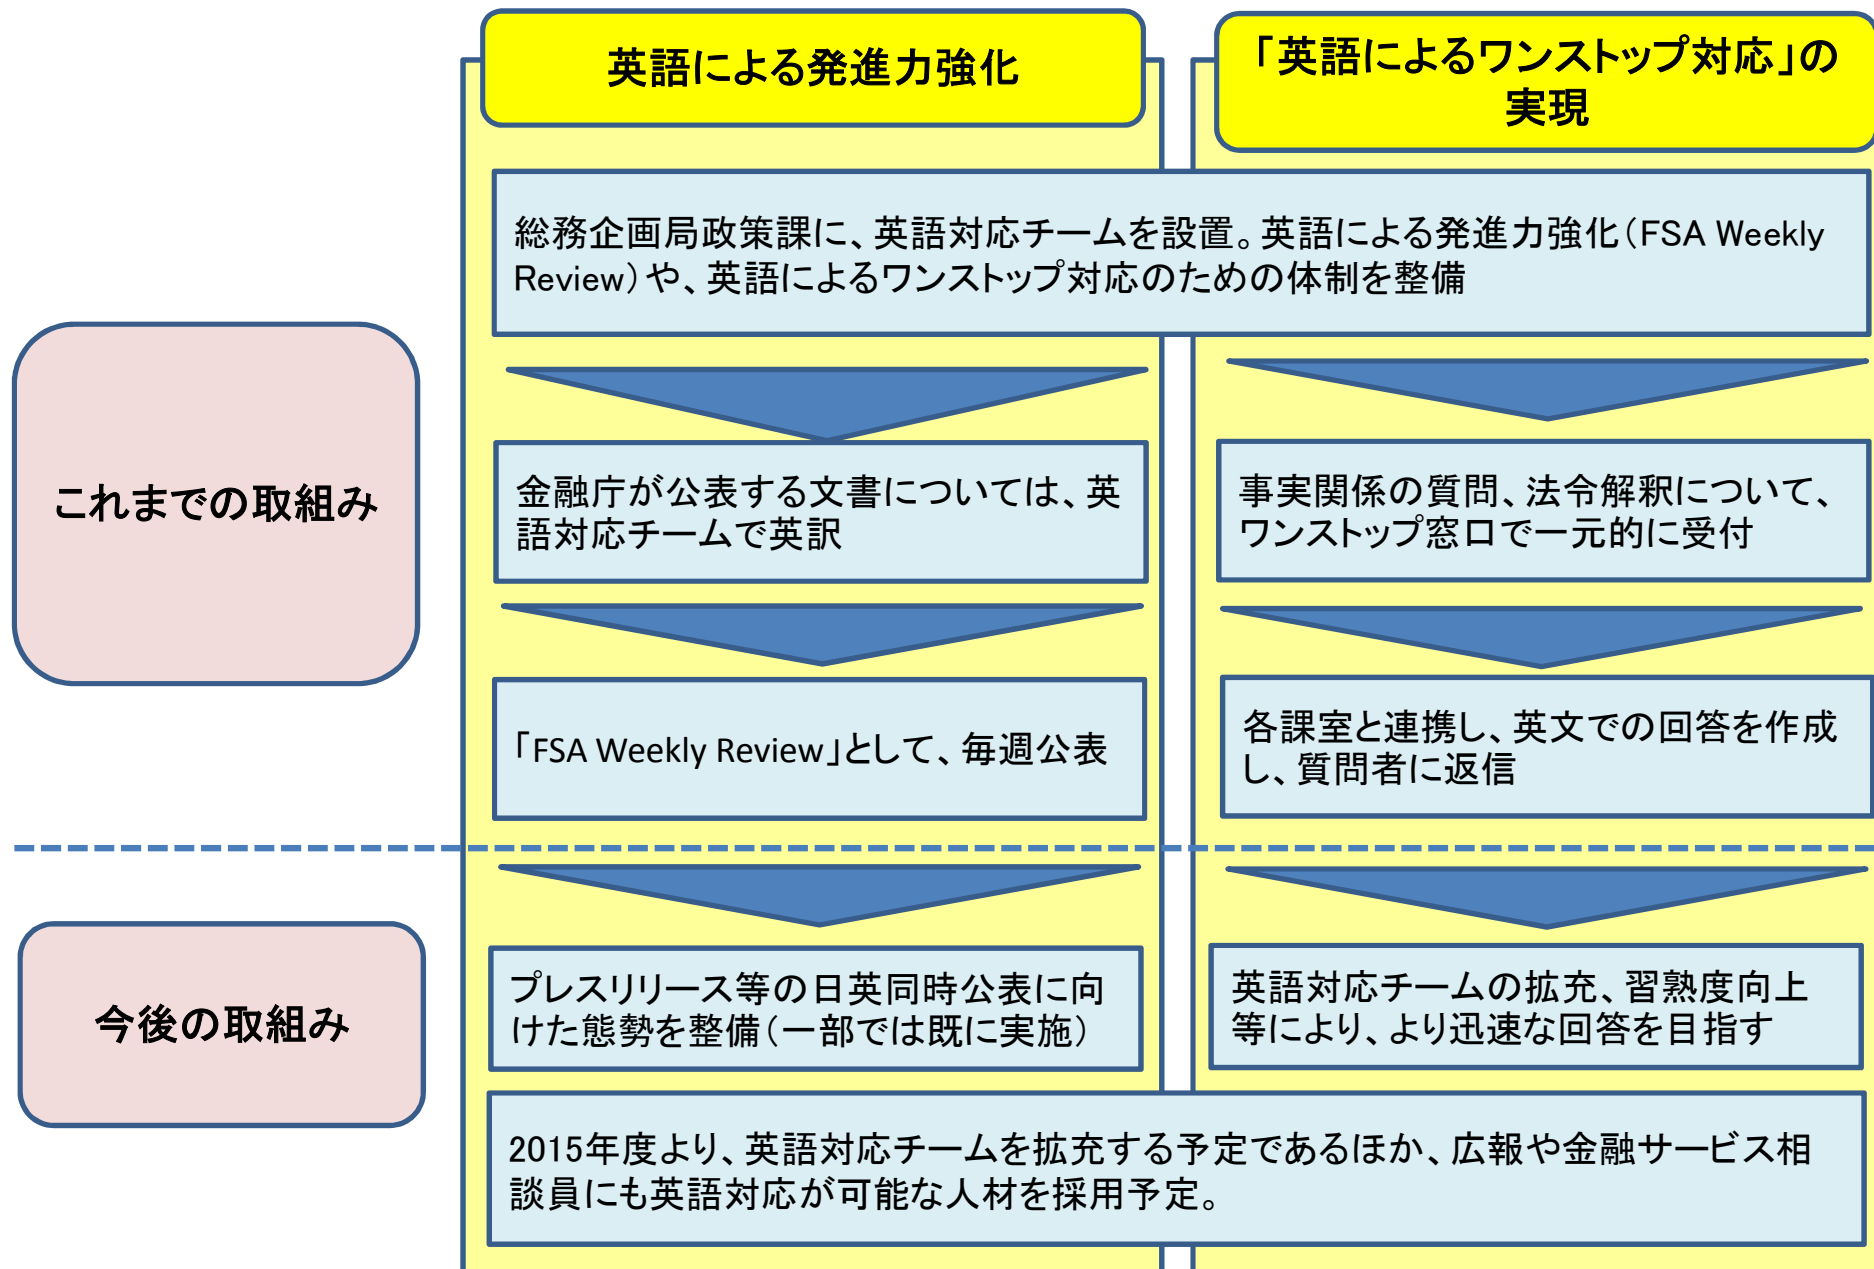 英語による発進力強化
「英語によるワンストップ対応」の
実現
総務企画局政策課に、英語対応チームを設置。英語による発進力強化（FSA Weekly
Review）や、英語によるワンストップ対応のための体制を整備
これまでの取組み
金融庁が公表する文書については、英
語対応チームで英訳
事実関係の質問、法令解釈について、
ワンストップ窓口で一元的に受付
「FSA Weekly Review」として、毎週公表
各課室と連携し、英文での回答を作成
し、質問者に返信
今後の取組み
プレスリリース等の日英同時公表に向
けた態勢を整備（一部では既に実施）
英語対応チームの拡充、習熟度向上
等により、より迅速な回答を目指す
2015年度より、英語対応チームを拡充する予定であるほか、広報や金融サービス相
談員にも英語対応が可能な人材を採用予定。